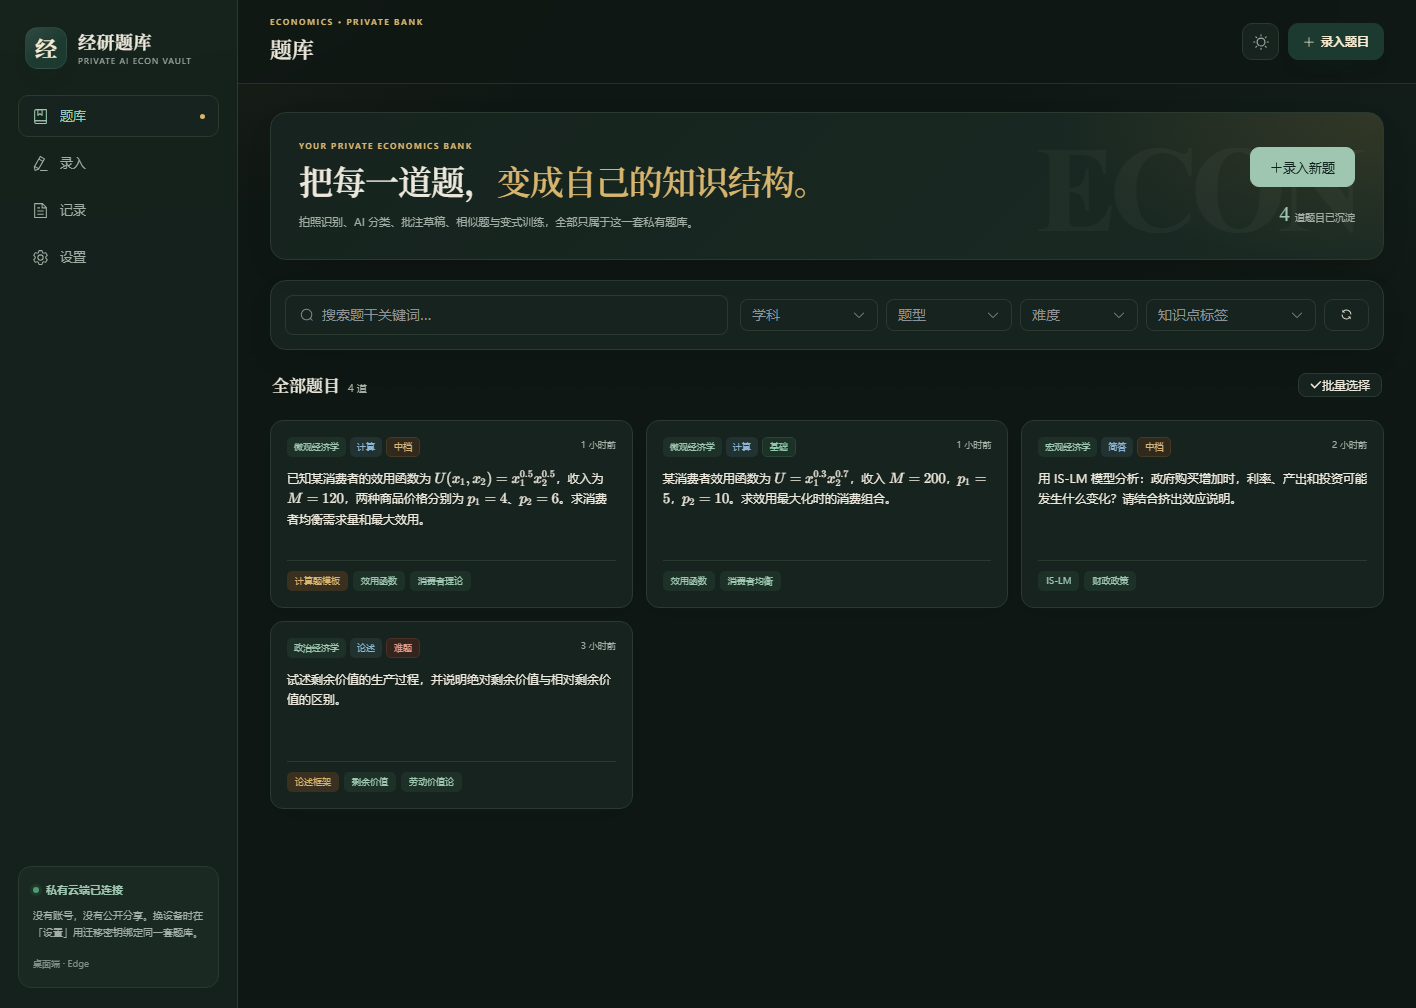 经
经研题库
PRIVATE AI ECON VAULT
题库
录入
记录
设置
私有云端已连接
没有账号，没有公开分享。换设备时在
「设置」用迁移密钥绑定同一套题库。
桌面端 · Edge
ECONOMICS • PRIVATE BANK
题库
录入题目
YOUR PRIVATE ECONOMICS BANK
把每一道题，变成自己的知识结构。
拍照识别、AI 分类、批注草稿、相似题与变式训练，全部只属于这一套私有题库。
ECON
+录入新题
4 道题目已沉淀
搜索题干关键词...
学科
题型
难度
知识点标签
全部题目 4 道
批量选择
微观经济学 计算 中档 1 小时前
已知某消费者的效用函数为 U(x₁, x₂) = x₁^0.5 x₂^0.5，收入为
M = 120，两种商品价格分别为 p₁ = 4、p₂ = 6。求消费
者均衡需求量和最大效用。
计算题模板 效用函数 消费者理论
微观经济学 计算 基础 1 小时前
某消费者效用函数为 U = x₁^0.3 x₂^0.7，收入 M = 200，p₁ =
5，p₂ = 10。求效用最大化时的消费组合。
效用函数 消费者均衡
宏观经济学 简答 中档 2 小时前
用 IS-LM 模型分析：政府购买增加时，利率、产出和投资可能
发生什么变化？请结合挤出效应说明。
IS-LM 财政政策
政治经济学 论述 难题 3 小时前
试述剩余价值的生产过程，并说明绝对剩余价值与相对剩余价
值的区别。
论述框架 剩余价值 劳动价值论